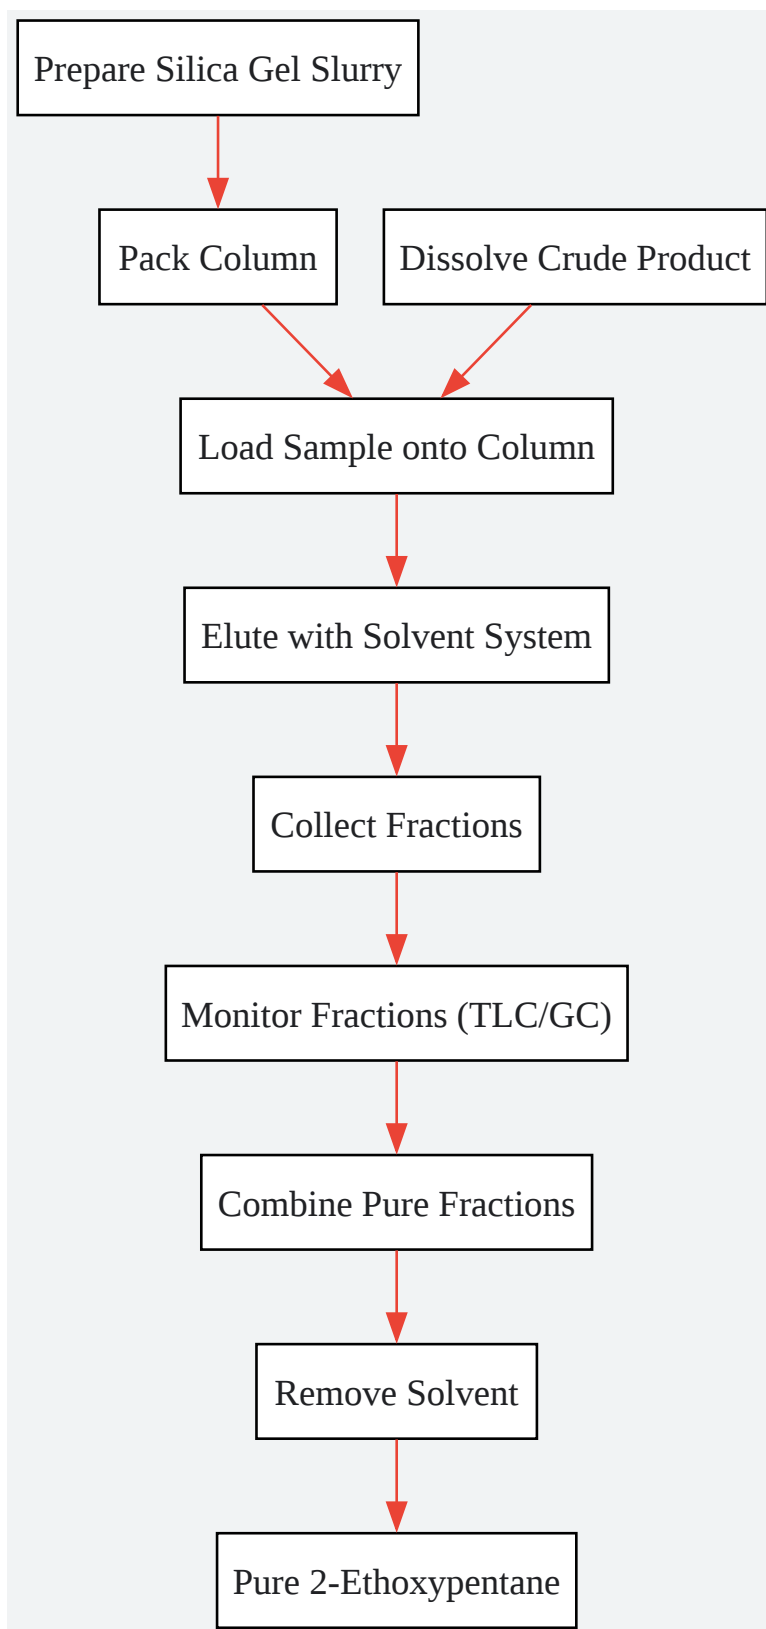 Prepare Silica Gel Slurry
Pack Column
Dissolve Crude Product
Load Sample onto Column
Elute with Solvent System
Collect Fractions
Monitor Fractions (TLC/GC)
Combine Pure Fractions
Remove Solvent
Pure 2-Ethoxypentane